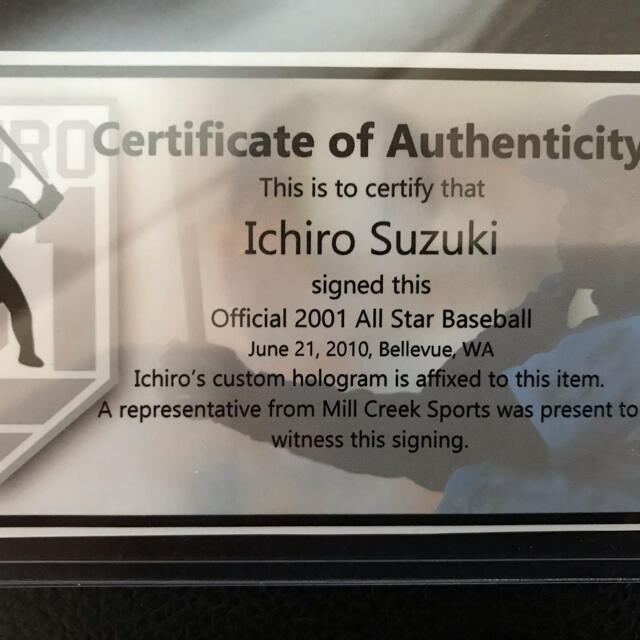 Certificate of Authenticity
This is to certify that
Ichiro Suzuki
signed this
Official 2001 All Star Baseball
June 21, 2010, Bellevue, WA
Ichiro's custom hologram is affixed to this item.
A representative from Mill Creek Sports was present to
witness this signing.